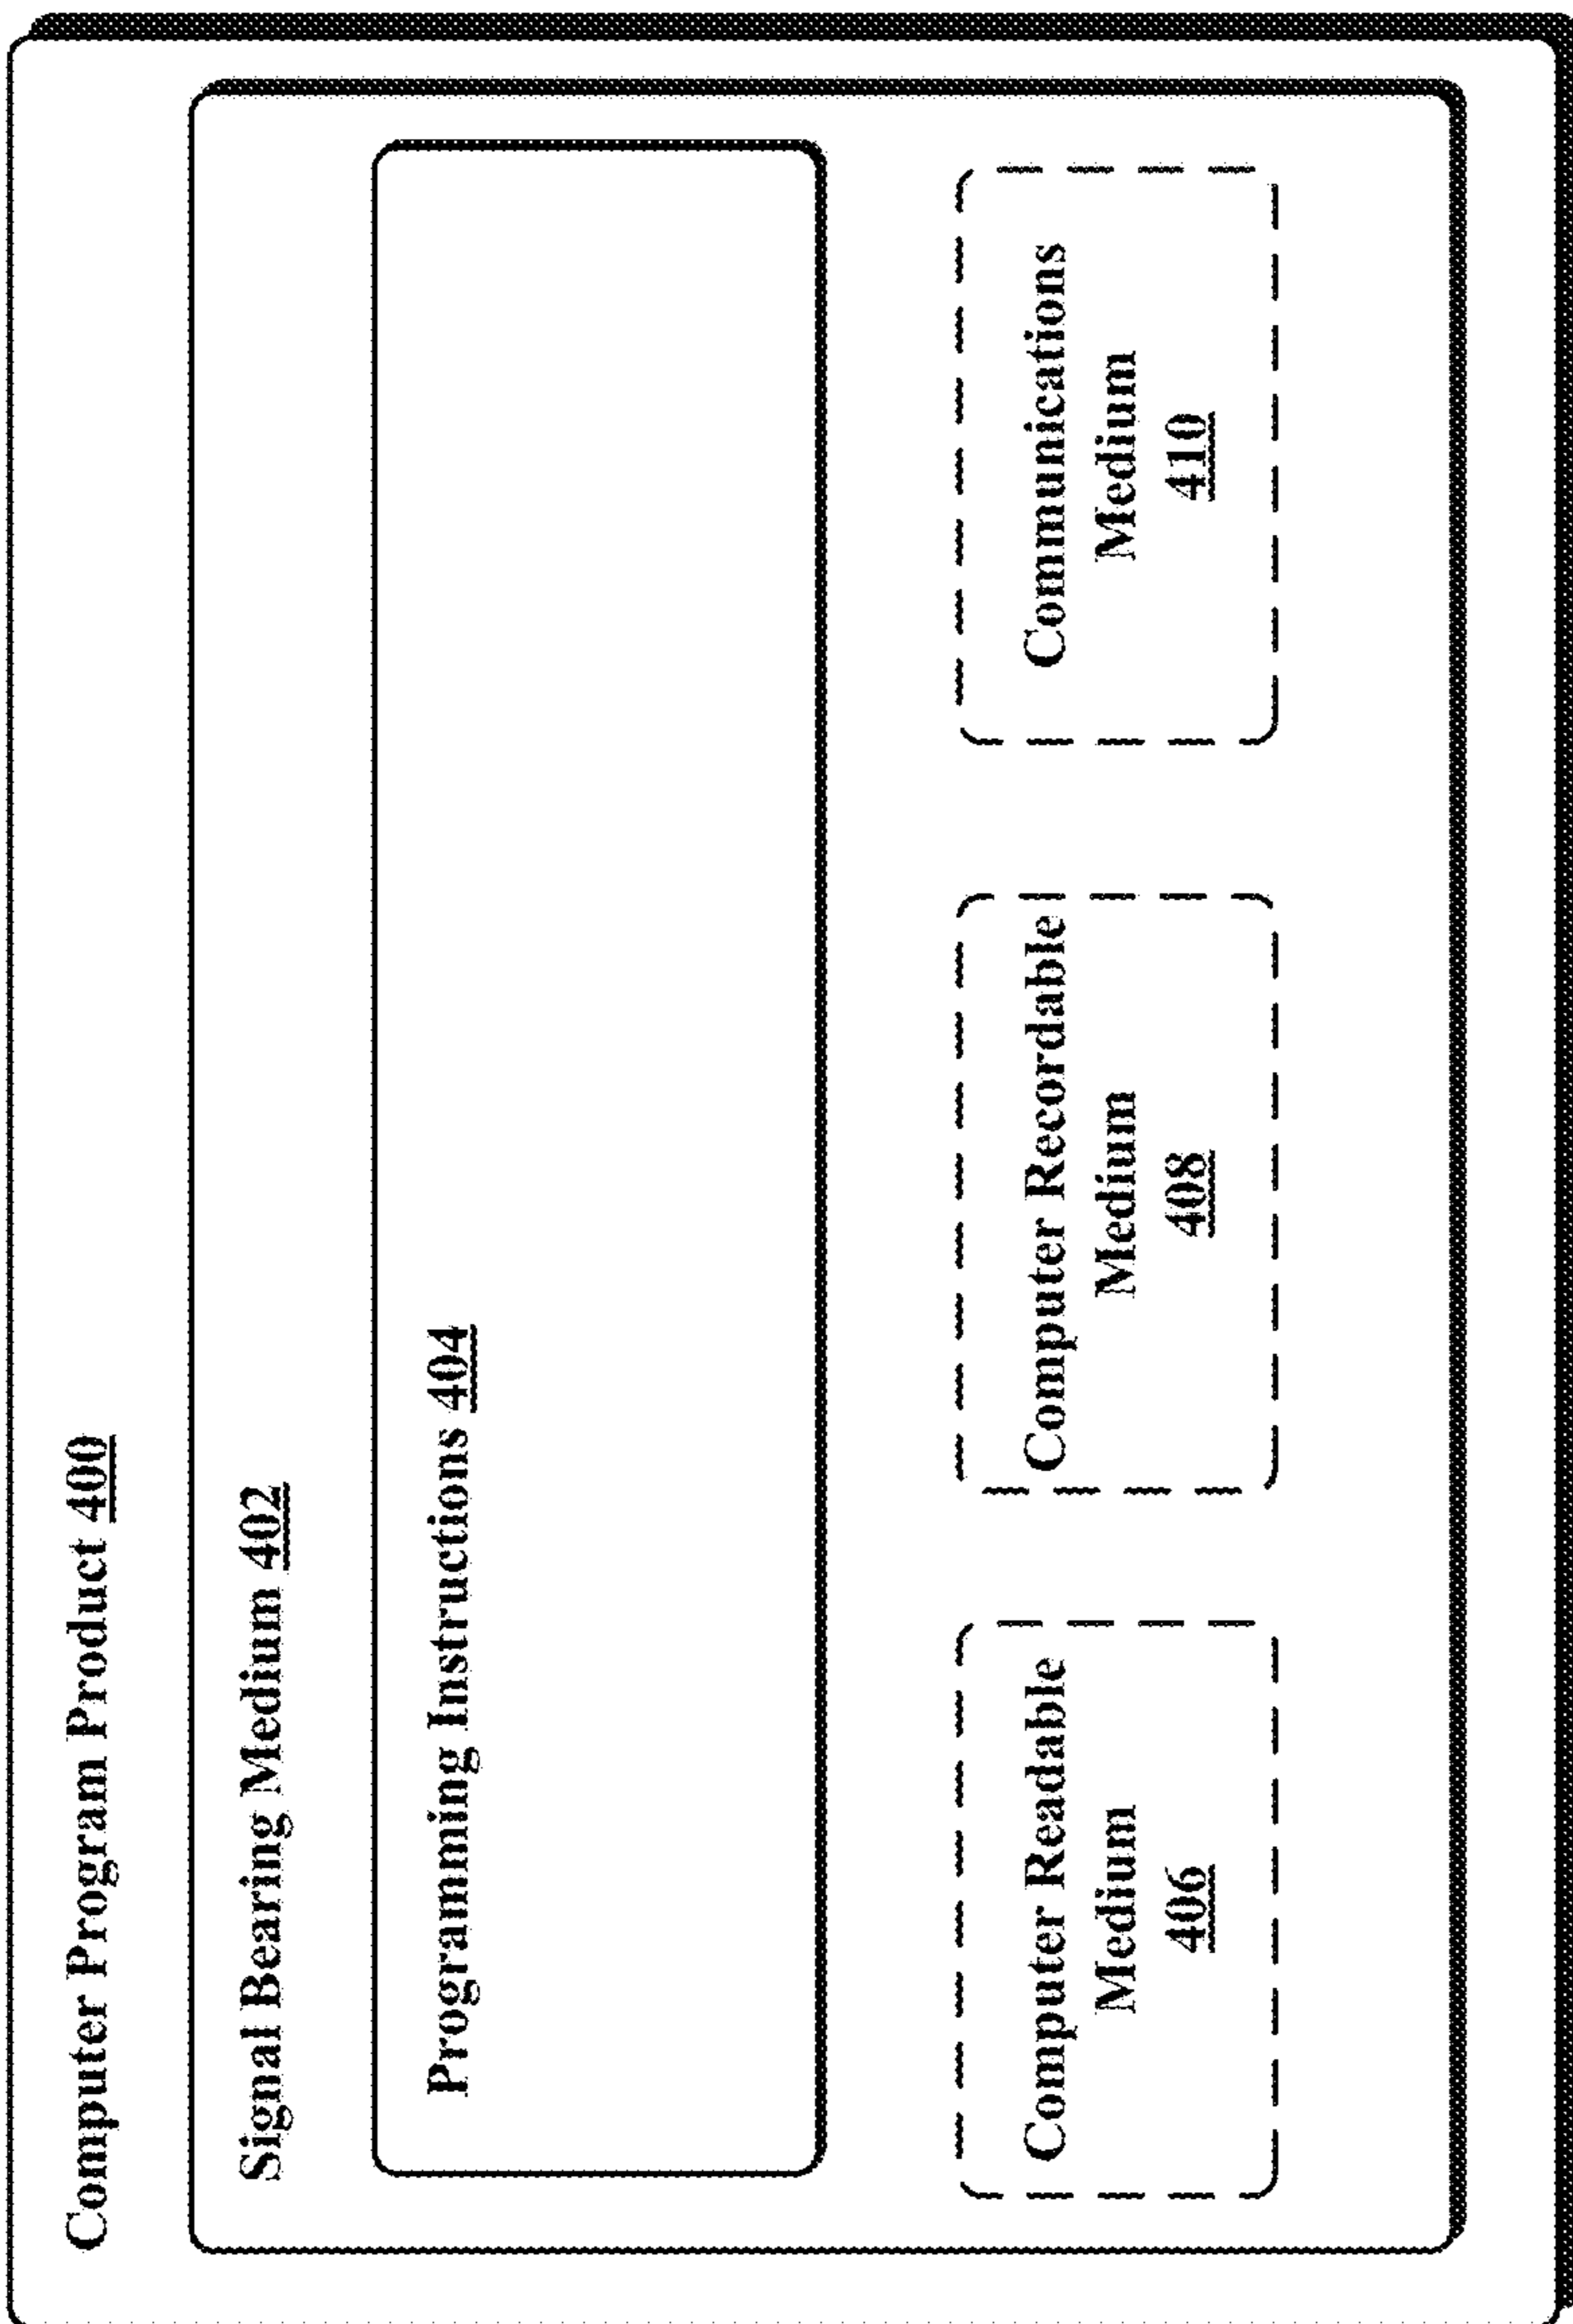 Computer Program Product 400
Signal Bearing Medium 402
Programming Instructions 404
Computer Readable
Medium
406
Computer Recordable
Medium
408
Communications
Medium
410